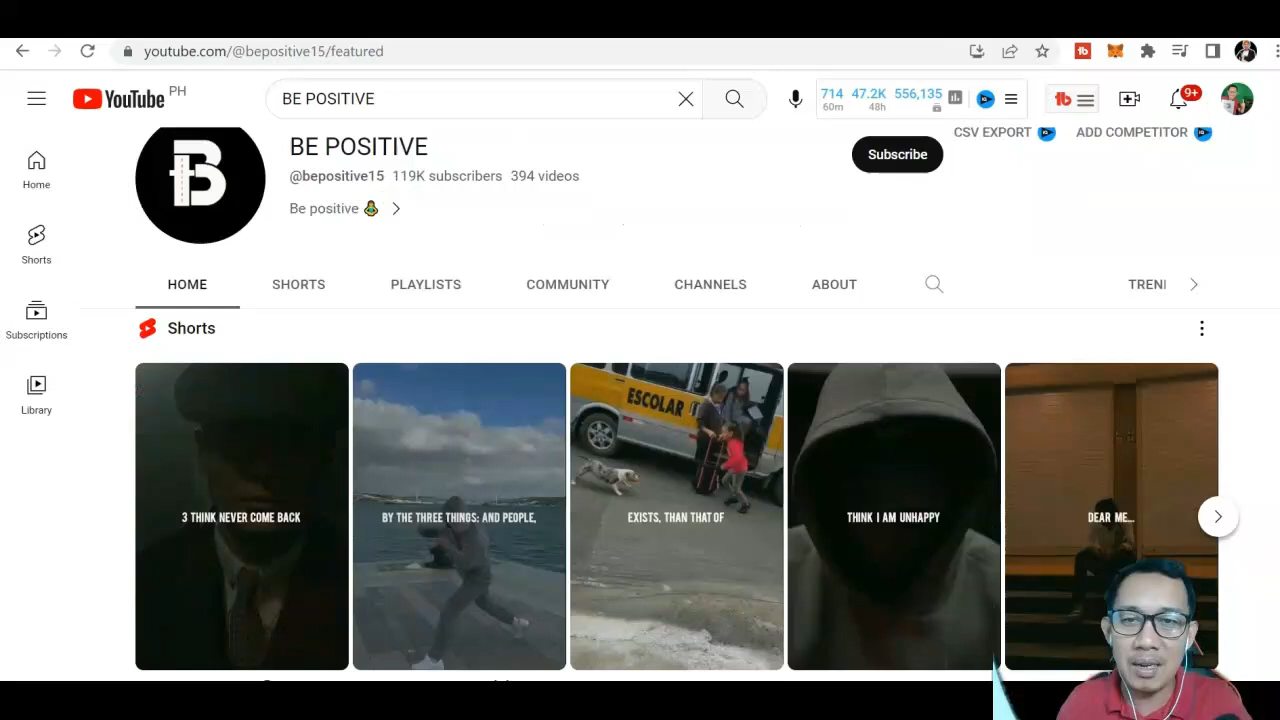 youtube.com/@bepositive15/featured
YouTube PH
BE POSITIVE
714 47.2K 556,135
60m 48h
9+
CSV EXPORT ADD COMPETITOR
BE POSITIVE
Subscribe
@bepositive15 119K subscribers 394 videos
Be positive
Home
Shorts
Subscriptions
Library
HOME SHORTS PLAYLISTS COMMUNITY CHANNELS ABOUT TRENI
Shorts
ESCOLAR
3 THINK NEVER COME BACK
BY THE THREE THINGS: AND PEOPLE,
EXISTS, THAN THAT OF
THINK I AM UNHAPPY
DEAR ME...